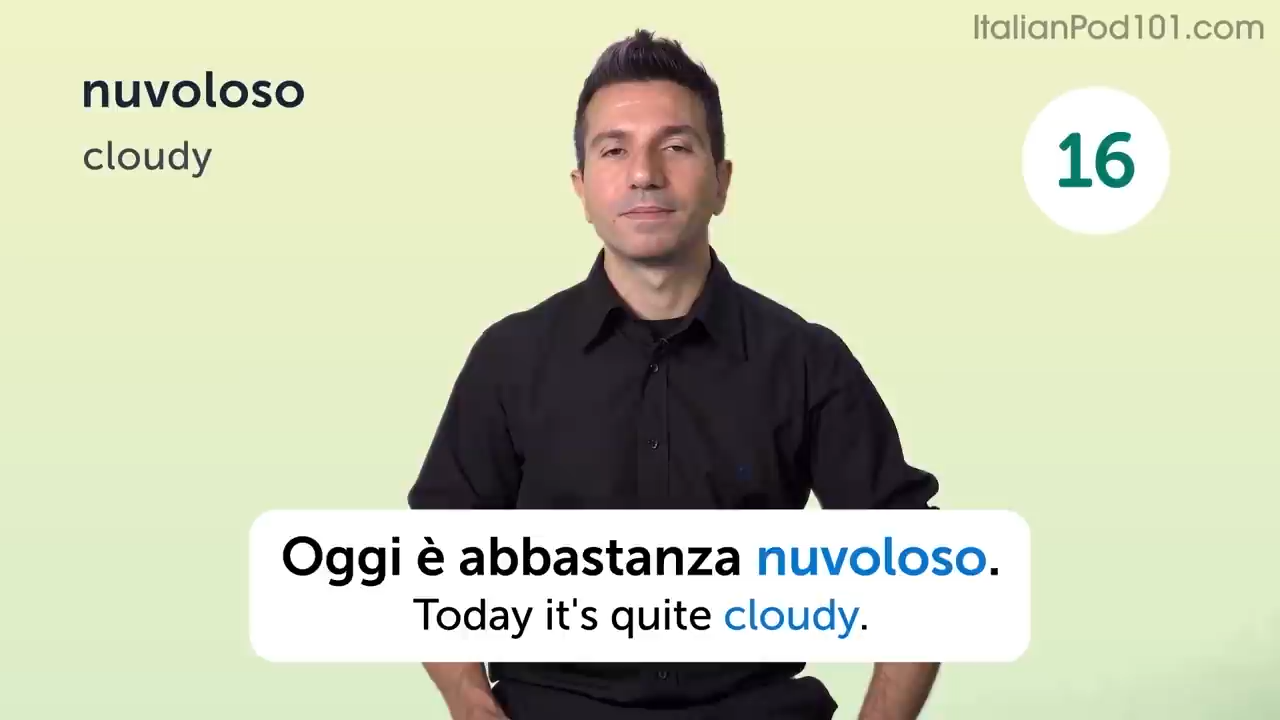 ItalianPod101.com
nuvoloso
cloudy
16
Oggi è abbastanza nuvoloso.
Today it's quite cloudy.